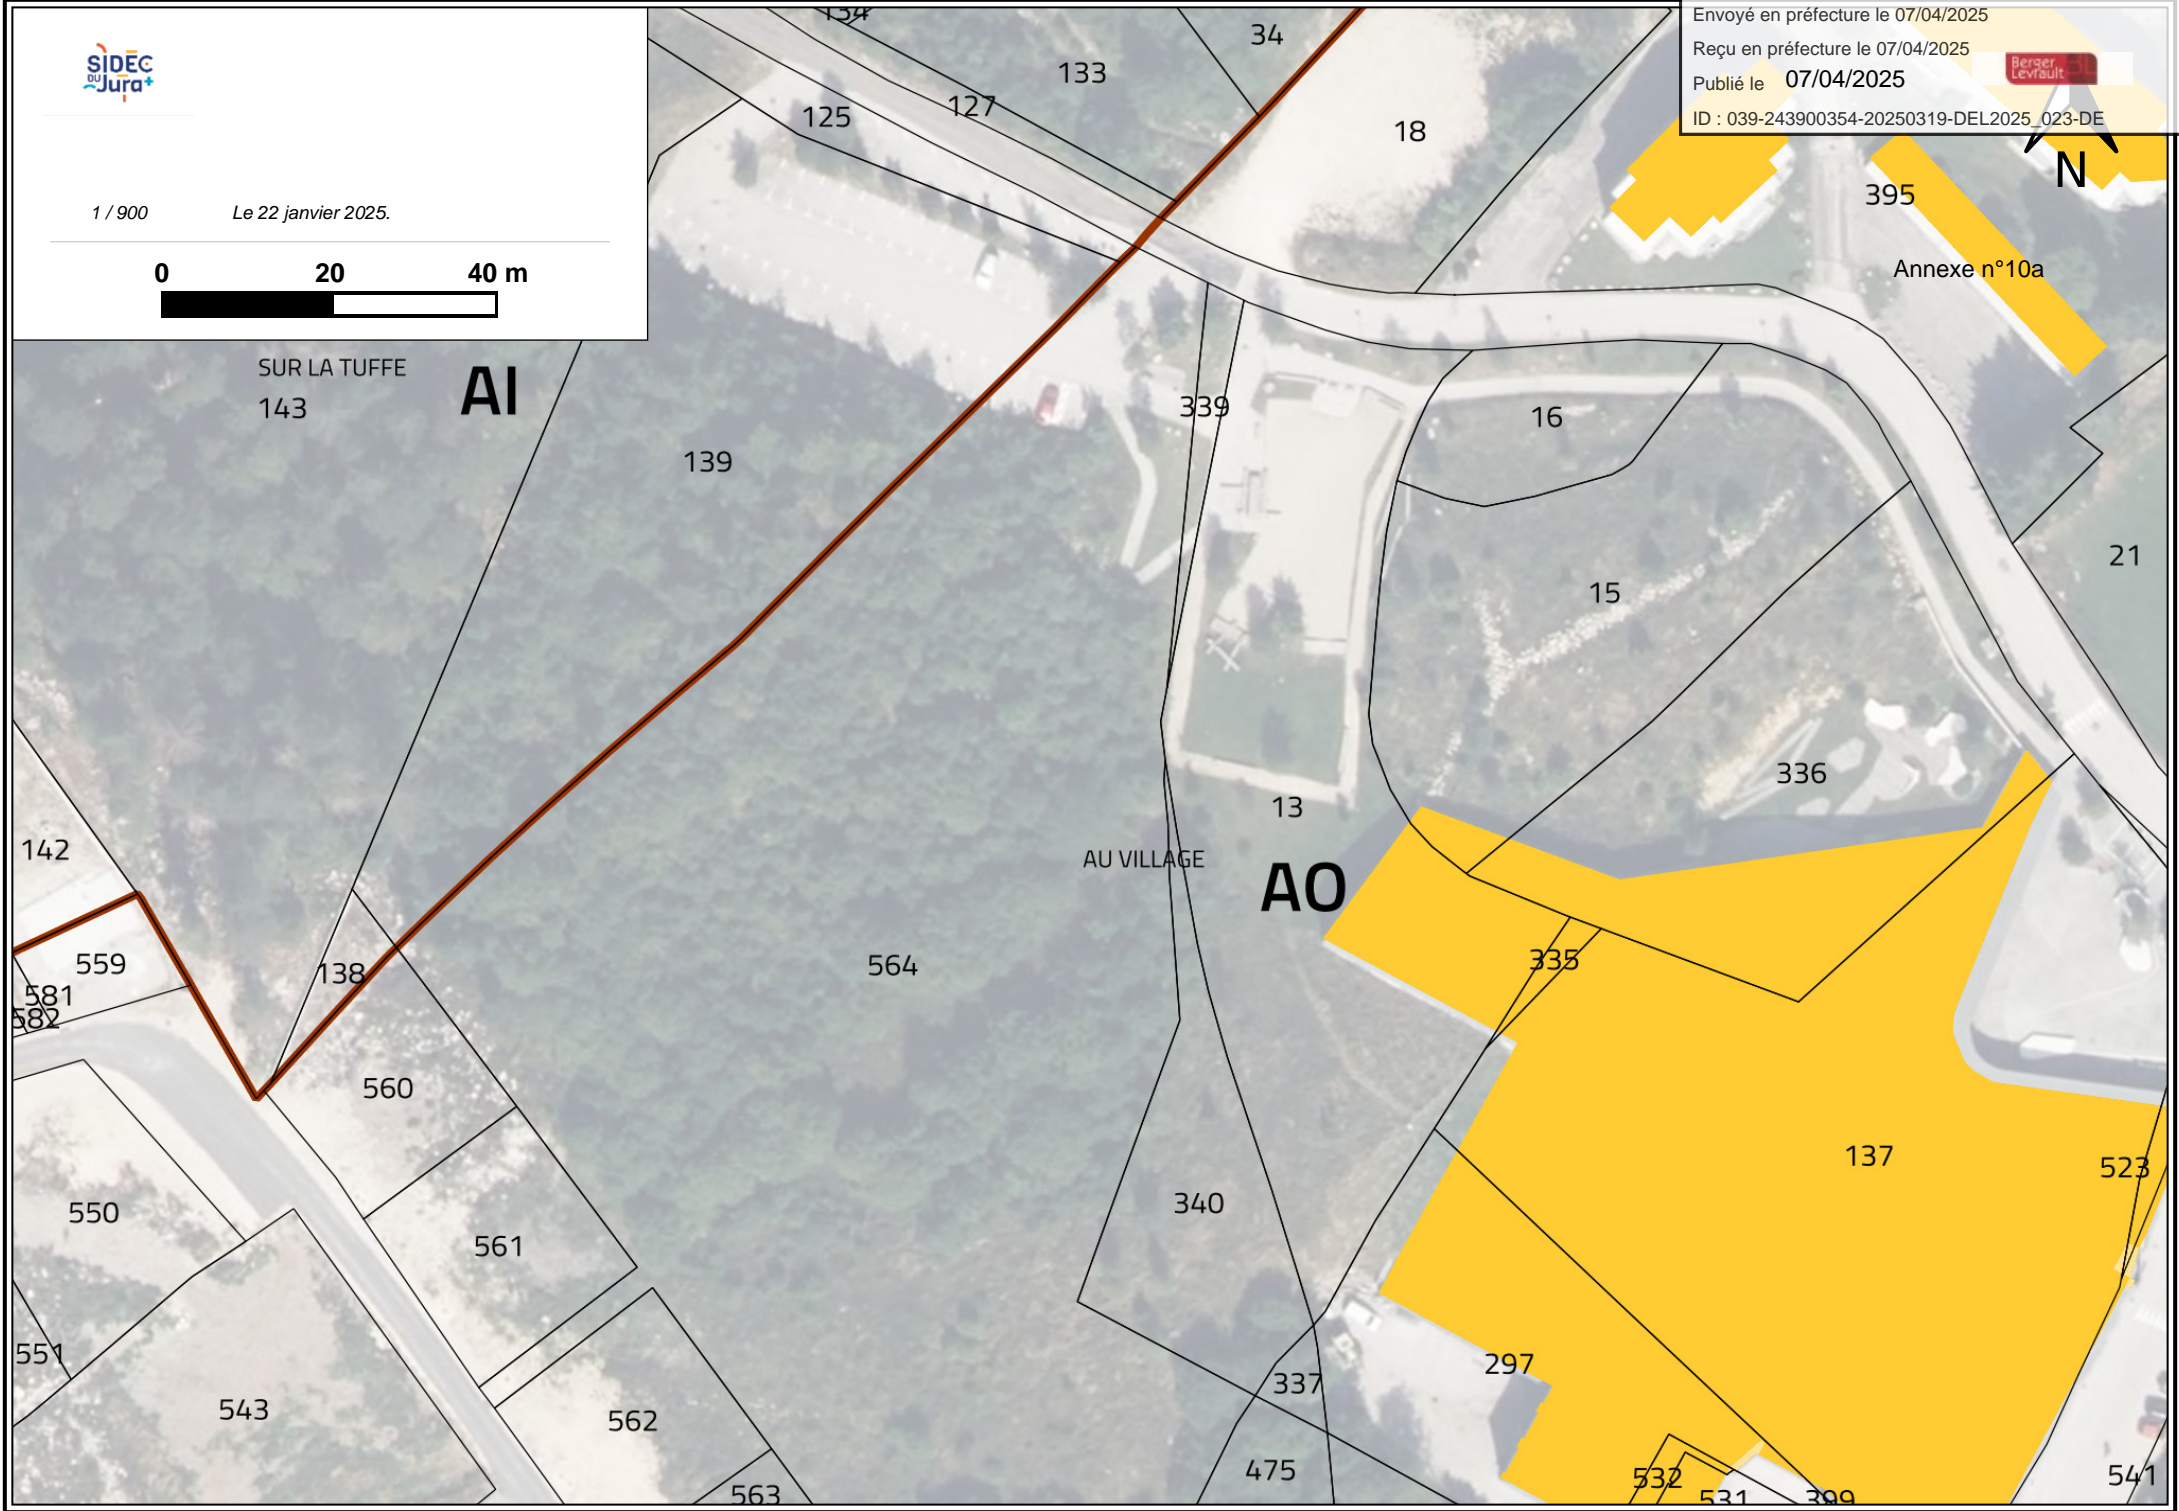 SIDEC
DU
Jura
1 / 900 Le 22 janvier 2025.
0 20 40 m
Envoyé en préfecture le 07/04/2025
Reçu en préfecture le 07/04/2025
Publié le 07/04/2025
Berger
Levrault
ID : 039-243900354-20250319-DEL2025_023-DE
N
Annexe n°10a
134
34
133
127
125
18
395
SUR LA TUFFE
AI
143
139
339
16
21
15
336
13
142
AU VILLAGE
AO
559
138
564
335
581
582
560
137
523
550
340
561
551
297
337
543
562
475
532
541
563
531
399